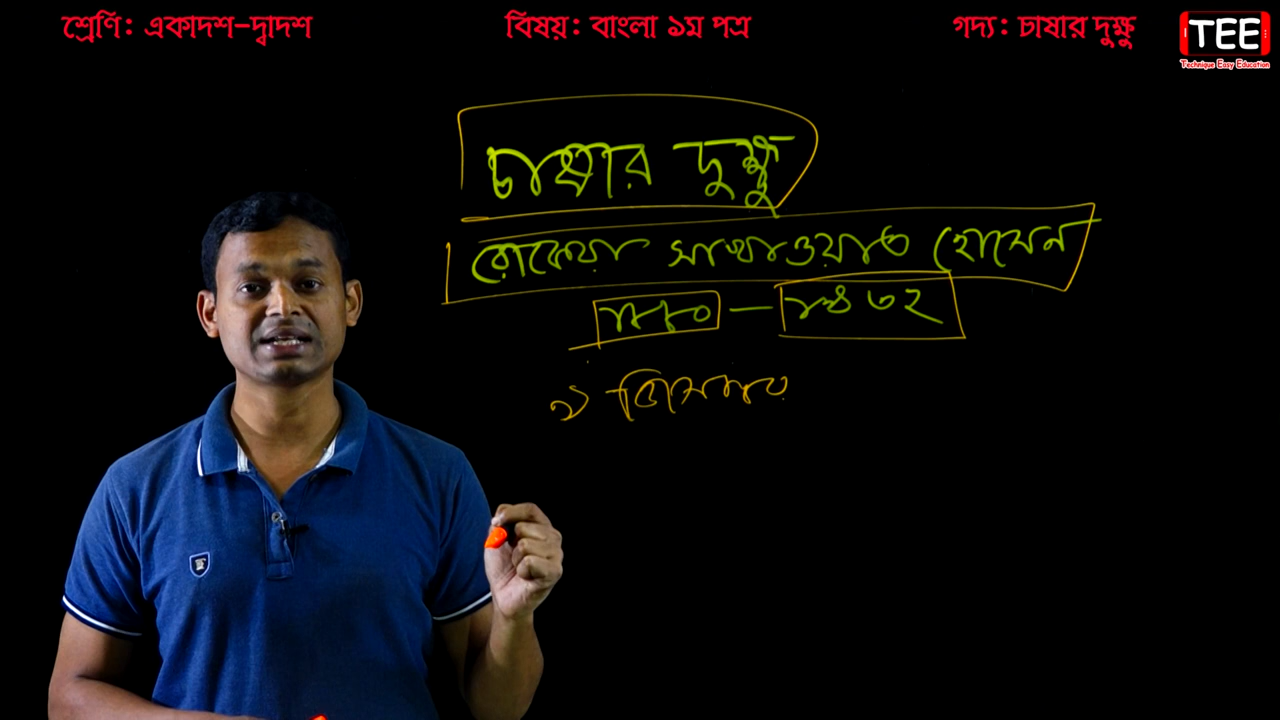 শ্রেণি: একাদশ-দ্বাদশ
বিষয়: বাংলা ১ম পত্র
গদ্য: চাষার দুক্ষু
TEE
Technique Easy Education
চাষার দুক্ষু
রোকেয়া সাখাওয়াত হোসেন
১৮৮০ — ১৯৩২
৯ ডিসেম্বর